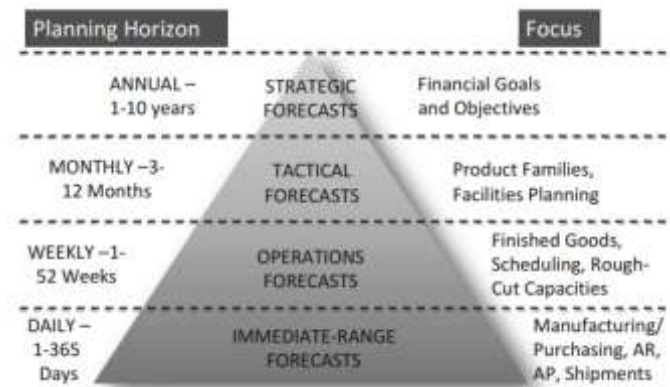 Planning Horizon
Focus
ANNUAL –
1-10 years
STRATEGIC
FORECASTS
Financial Goals
and Objectives
MONTHLY –3-
12 Months
TACTICAL
FORECASTS
Product Families,
Facilities Planning
WEEKLY –1-
52 Weeks
OPERATIONS
FORECASTS
Finished Goods,
Scheduling, Rough-
Cut Capacities
DAILY –
1-365
Days
IMMEDIATE-RANGE
FORECASTS
Manufacturing/
Purchasing, AR,
AP, Shipments